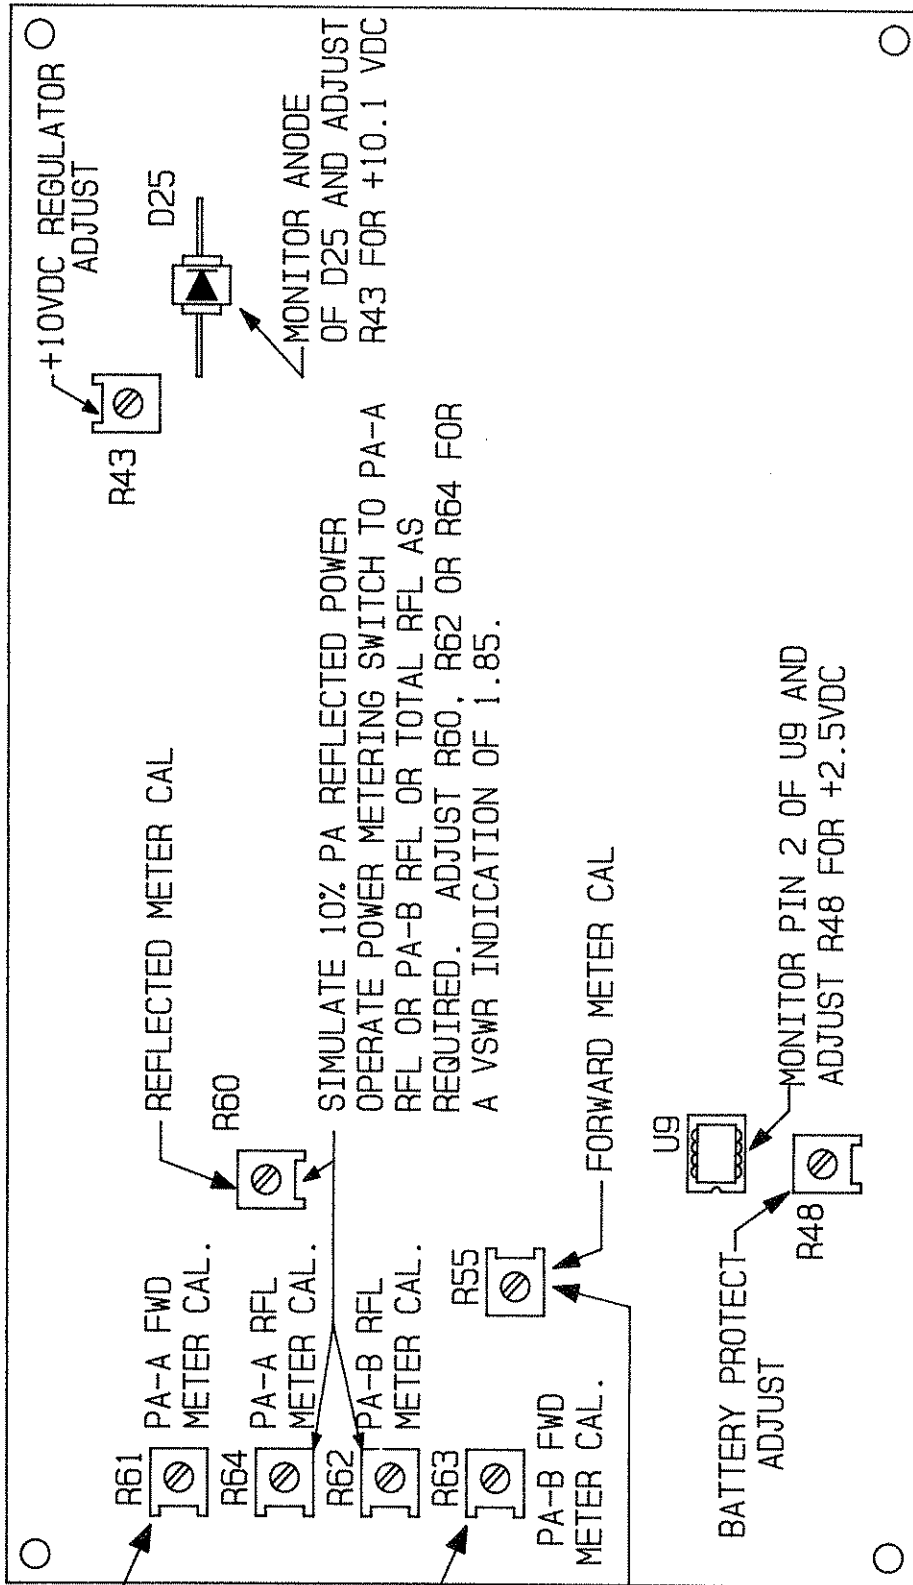 +10VDC REGULATOR
ADJUST
R43
D25
MONITOR ANODE
OF D25 AND ADJUST
R43 FOR +10.1 VDC
REFLECTED METER CAL
R60
SIMULATE 10% PA REFLECTED POWER
OPERATE POWER METERING SWITCH TO PA-A
RFL OR PA-B RFL OR TOTAL RFL AS
REQUIRED. ADJUST R60, R62 OR R64 FOR
A VSWR INDICATION OF 1.85.
R61
PA-A FWD
METER CAL.
R64
PA-A RFL
METER CAL.
R62
PA-B RFL
METER CAL.
R63
PA-B FWD
METER CAL.
R55
FORWARD METER CAL
U9
MONITOR PIN 2 OF U9 AND
ADJUST R48 FOR +2.5VDC
R48
BATTERY PROTECT
ADJUST